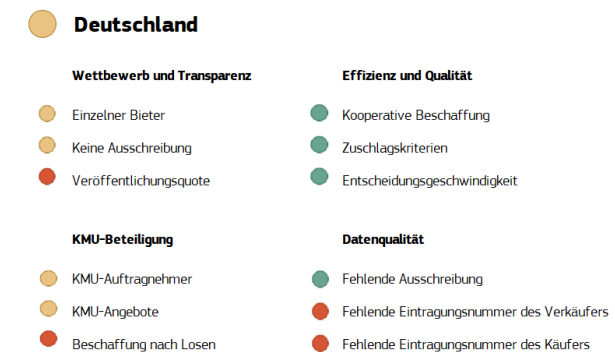 Deutschland
Wettbewerb und Transparenz
Einzelner Bieter
Keine Ausschreibung
Veröffentlichungsquote
Effizienz und Qualität
Kooperative Beschaffung
Zuschlagskriterien
Entscheidungsgeschwindigkeit
KMU-Beteiligung
KMU-Auftragnehmer
KMU-Angebote
Beschaffung nach Losen
Datenqualität
Fehlende Ausschreibung
Fehlende Eintragungsnummer des Verkäufers
Fehlende Eintragungsnummer des Käufers